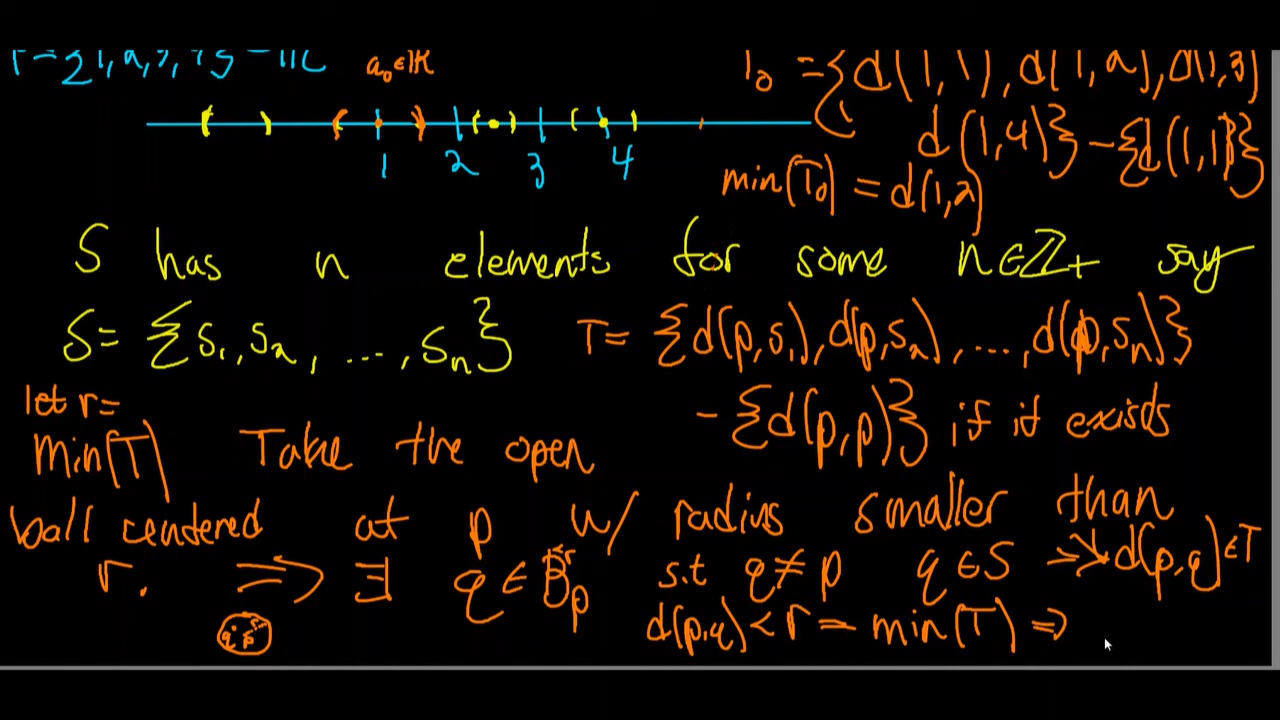 a₀ ∈ ℝ
T₀ = {d(1,1), d(1,2), d(1,3)
d(1,4)} - {d(1,1)}
1 2 3 4
min(T₀) = d(1,2)
S has n elements for some n∈ℤ+ say
S = {s₁, s₂, ..., sₙ} T = {d(p,s₁), d(p,s₂), ..., d(p,sₙ)}
- {d(p,p)} if it exists
let r =
min(T) Take the open
ball centered at p w/ radius smaller than
r. ⇒ ∃ q ∈ B_p^{<r} s.t q ≠ p q ∈ S ⇒ d(p,q) ∈ T
d(p,q) < r = min(T) ⇒